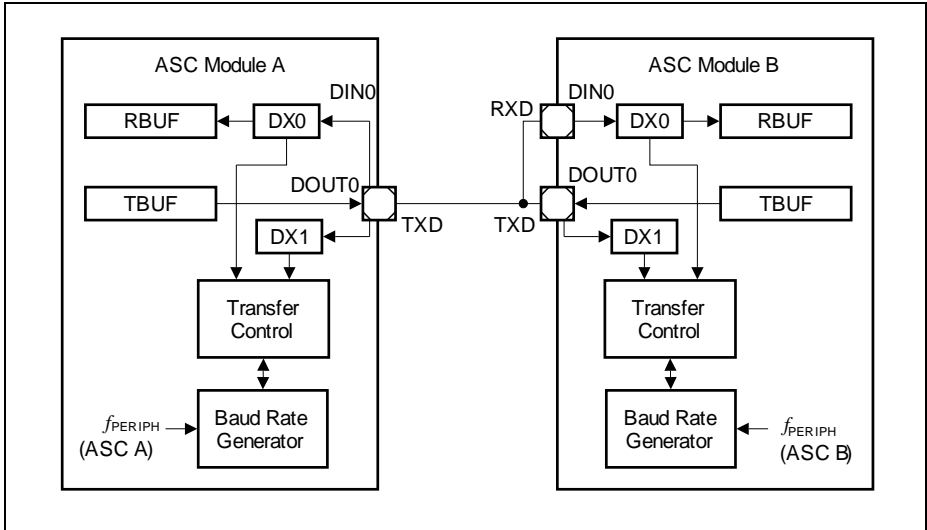 ASC Module A
DIN0
RBUF
DX0
DOUT0
TBUF
TXD
DX1
Transfer
Control
fPERIPH
(ASC A)
Baud Rate
Generator
ASC Module B
RXD
DIN0
DX0
RBUF
DOUT0
TXD
TBUF
DX1
Transfer
Control
Baud Rate
Generator
fPERIPH
(ASC B)